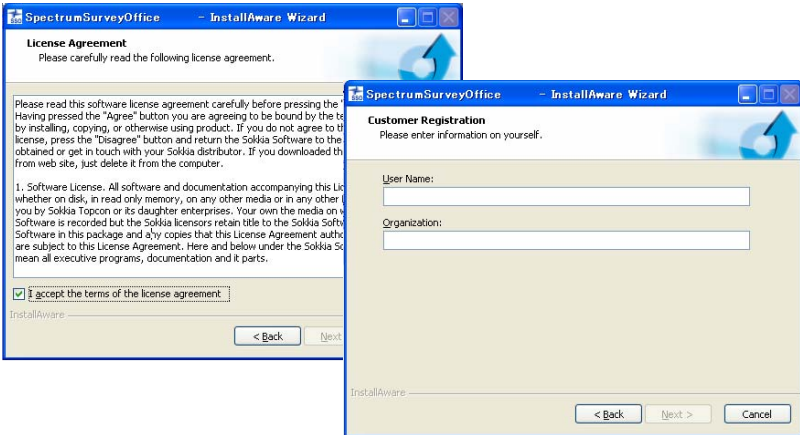 SpectrumSurveyOffice - InstallAware Wizard
License Agreement
Please carefully read the following license agreement.
Please read this software license agreement carefully before pressing the "
Having pressed the "Agree" button you are agreeing to be bound by the te
by installing, copying, or otherwise using product. If you do not agree to th
license, press the "Disagree" button and return the Sokkia Software to the
obtained or get in touch with your Sokkia distributor. If you downloaded th
from web site, just delete it from the computer.
1. Software License. All software and documentation accompanying this Lic
whether on disk, in read only memory, on any other media or in any other
you by Sokkia Topcon or its daughter enterprises. Your own the media on w
Software is recorded but the Sokkia licensors retain title to the Sokkia Softw
Software in this package and any copies that this License Agreement autho
are subject to this License Agreement. Here and below under the Sokkia So
mean all executive programs, documentation and it parts.
I accept the terms of the license agreement
InstallAware
< Back Next
SpectrumSurveyOffice - InstallAware Wizard
Customer Registration
Please enter information on yourself.
User Name:
Organization:
InstallAware
< Back Next > Cancel